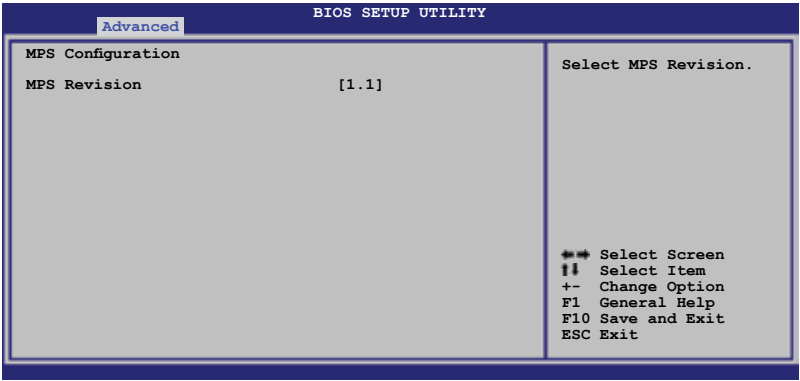 BIOS SETUP UTILITY
Advanced
MPS Configuration
MPS Revision [1.1]
Select MPS Revision.
Select Screen
Select Item
+- Change Option
F1 General Help
F10 Save and Exit
ESC Exit